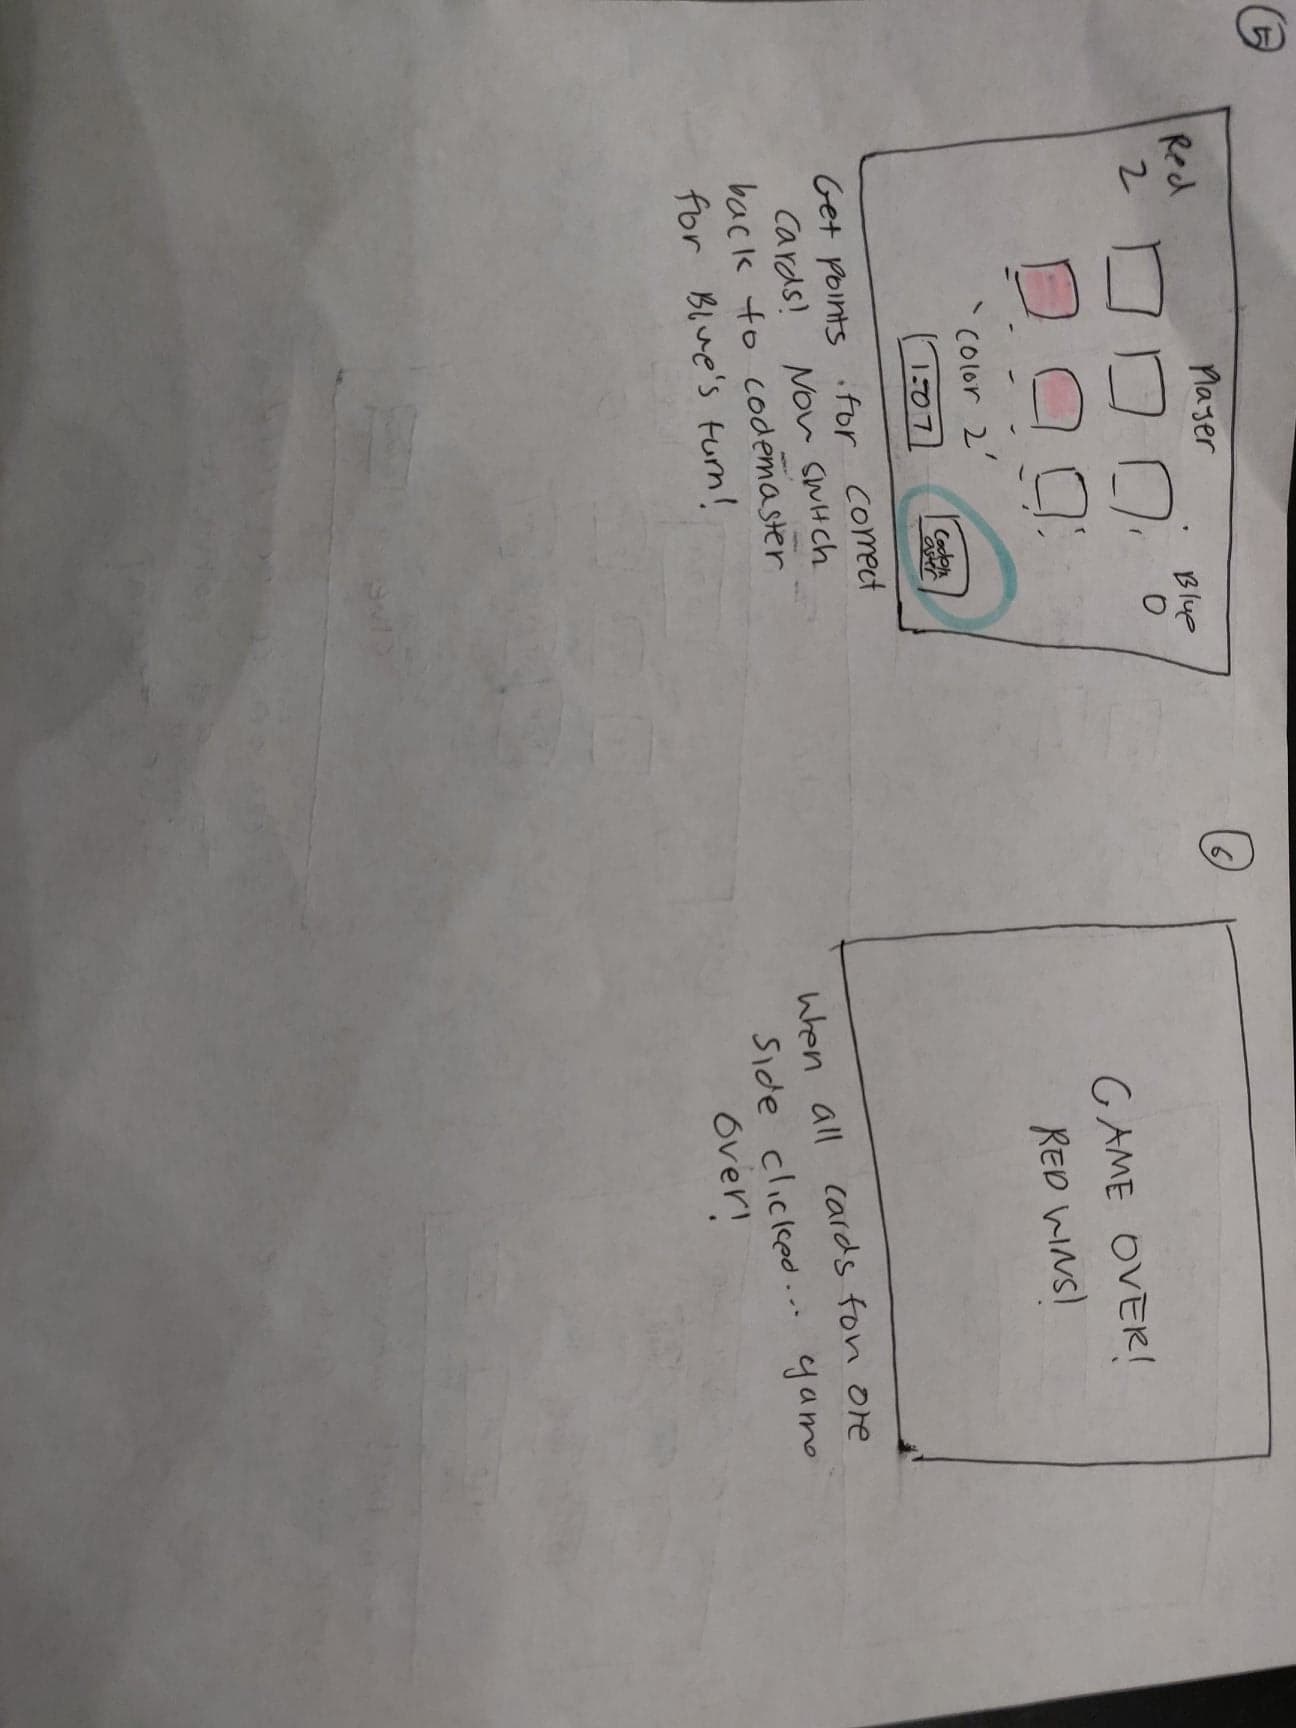 5
Player
Red
2
Blue
0
'color 2'
1:07
codem
aster
Get points for correct
cards! Now switch
back to codemaster
for Blue's turn!
6
GAME OVER!
RED WINS!
when all cards fon one
side clicked... game
over!